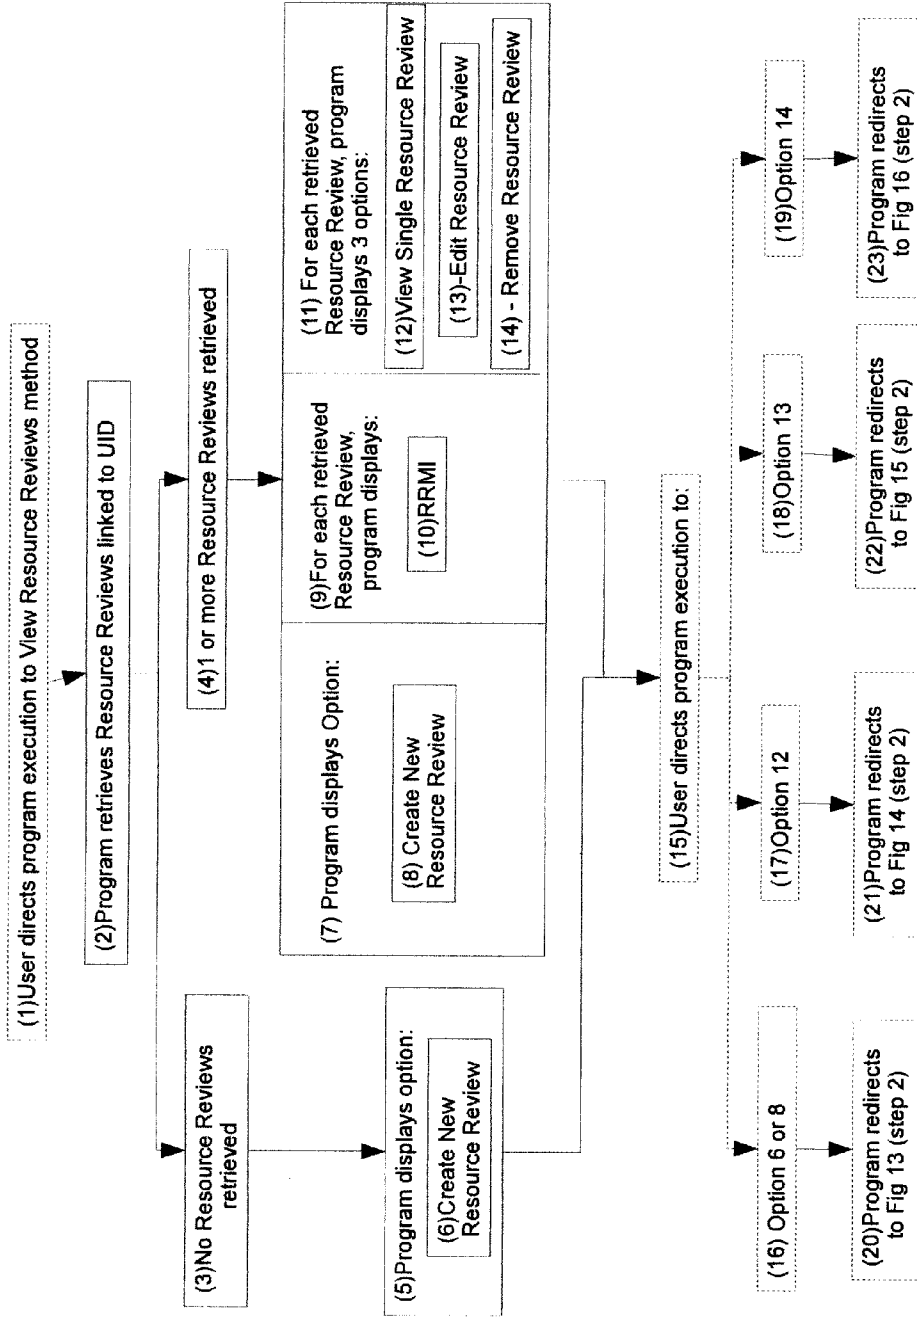 (1)User directs program execution to View Resource Reviews method
(2)Program retrieves Resource Reviews linked to UID
(3)No Resource Reviews
retrieved
(4)1 or more Resource Reviews retrieved
(5)Program displays option:
(6)Create New
Resource Review
(7) Program displays Option:
(8) Create New
Resource Review
(9)For each retrieved
Resource Review,
program displays:
(10)RRMI
(11) For each retrieved
Resource Review, program
displays 3 options:
(12)View Single Resource Review
(13)-Edit Resource Review
(14) - Remove Resource Review
(15)User directs program execution to:
(16) Option 6 or 8
(17)Option 12
(18)Option 13
(19)Option 14
(20)Program redirects
to Fig 13 (step 2)
(21)Program redirects
to Fig 14 (step 2)
(22)Program redirects
to Fig 15 (step 2)
(23)Program redirects
to Fig 16 (step 2)